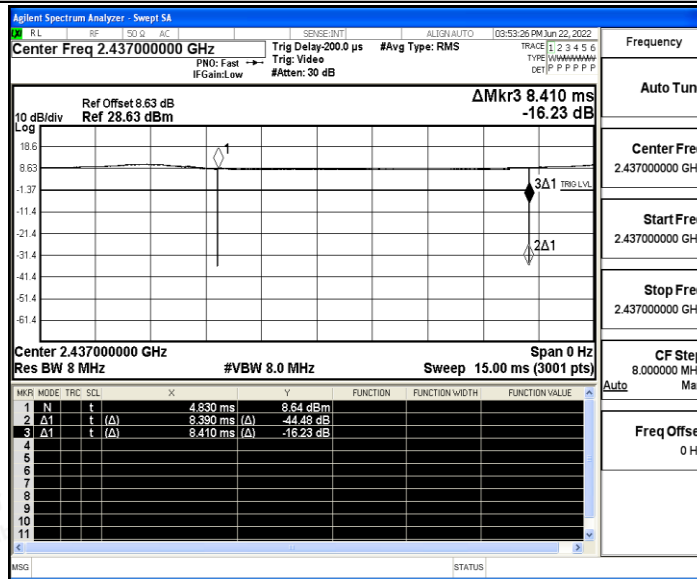 Agilent Spectrum Analyzer - Swept SA
RL RF 50 Ω AC SENSE:INT ALIGN AUTO 03:53:26 PM Jun 22, 2022
Center Freq 2.437000000 GHz
PNO: Fast
IFGain:Low
Trig Delay-200.0 µs
Trig: Video
#Atten: 30 dB
#Avg Type: RMS
TRACE 1 2 3 4 5 6
TYPE
DET P P P P P P
Ref Offset 8.63 dB
10 dB/div Ref 28.63 dBm
Log
ΔMkr3 8.410 ms
-16.23 dB
18.6
8.63
-1.37
-11.4
-21.4
-31.4
-41.4
-51.4
-61.4
1
3Δ1 TRIG LVL
2Δ1
Center 2.437000000 GHz Span 0 Hz
Res BW 8 MHz #VBW 8.0 MHz Sweep 15.00 ms (3001 pts)
MKR MODE TRC SCL X Y FUNCTION FUNCTION WIDTH FUNCTION VALUE
1 N t 4.830 ms 8.64 dBm
2 Δ1 t (Δ) 8.390 ms (Δ) -44.48 dB
3 Δ1 t (Δ) 8.410 ms (Δ) -16.23 dB
4
5
6
7
8
9
10
11
MSG STATUS
Frequency
Auto Tun
Center Fre
2.437000000 GH
Start Fre
2.437000000 GH
Stop Fre
2.437000000 GH
CF Step
8.000000 MH
Auto Ma
Freq Offse
0 H